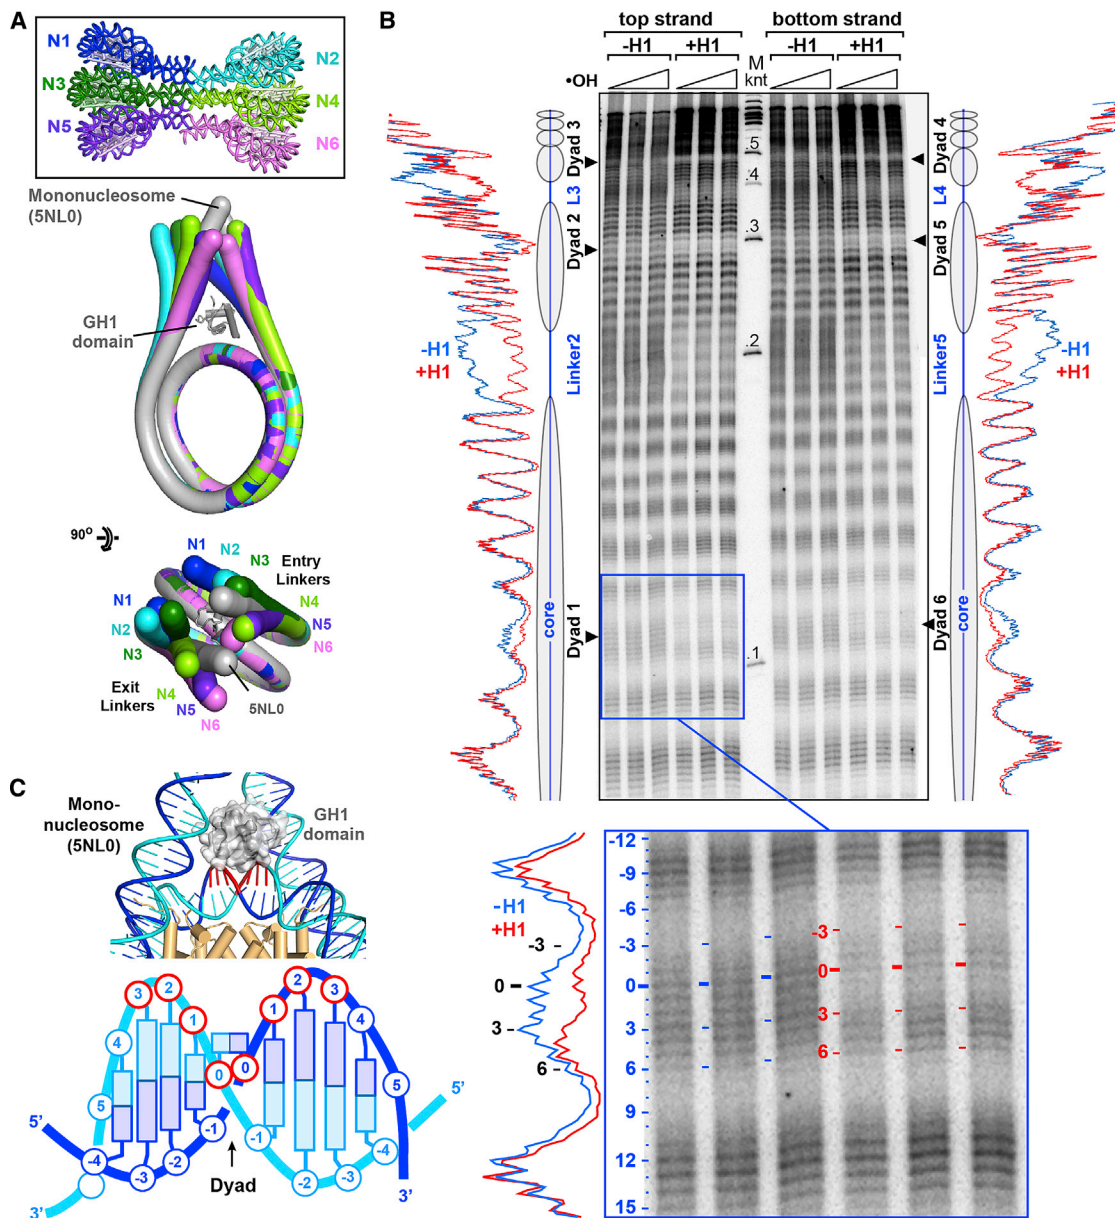 A
N1
N2
N3
N4
N5
N6
Mononucleosome
(5NL0)
GH1
domain
90°
N1
N2
N3
Entry
Linkers
N1
N2
N3
N4
N5
N6
Exit
Linkers
N4
N5
N6
5NL0
B
top strand
bottom strand
-H1
+H1
-H1
+H1
•OH
M
knt
.5
.4
.3
.2
.1
Dyad 3
L3
Dyad 2
Linker2
core
Dyad 1
-H1
+H1
Dyad 4
L4
Dyad 5
Linker5
core
Dyad 6
-H1
+H1
-H1
+H1
-3
0
3
6
-12
-9
-6
-3
0
3
6
9
12
15
-3
0
3
6
C
Mono-
nucleosome
(5NL0)
GH1
domain
3
2
1
0
0
1
2
3
4
5
4
5
-4
-3
-2
-1
-1
-2
-3
-4
5'
3'
5'
3'
Dyad